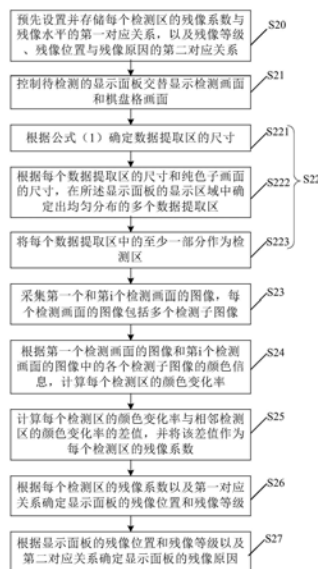 预先设置并存储每个检测区的残像系数与
残像水平的第一对应关系，以及残像等级
、残像位置与残像原因的第二对应关系
S20
控制待检测的显示面板交替显示检测画面
和棋盘格画面
S21
根据公式（1）确定数据提取区的尺寸
S221
根据每个数据提取区的尺寸和纯色子画面
的尺寸，在所述显示面板的显示区域中确
定出均匀分布的多个数据提取区
S222
将每个数据提取区中的至少一部分作为检
测区
S223
S22
采集第一个和第i个检测画面的图像，每
个检测画面的图像包括多个检测子图像
S23
根据第一个检测画面的图像和第i个检测画
面的图像中的各个检测子图像的颜色信
息，计算每个检测区的颜色变化率
S24
计算每个检测区的颜色变化率与相邻检测
区的颜色变化率的差值，并将该差值作为
每个检测区的残像系数
S25
根据每个检测区的残像系数以及第一对应
关系确定显示面板的残像位置和残像等级
S26
根据显示面板的残像位置和残像等级以及
第二对应关系确定显示面板的残像原因
S27